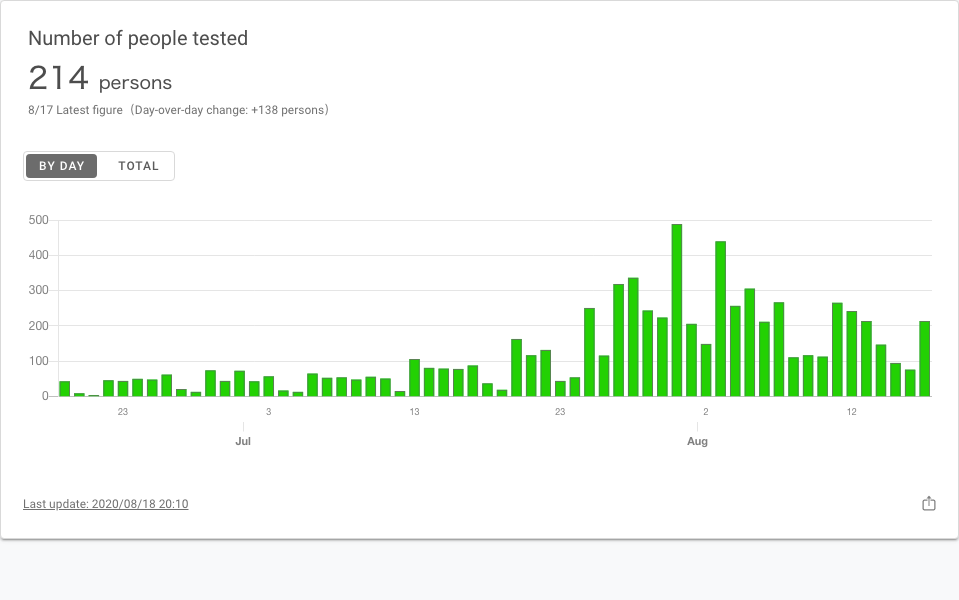 Number of people tested
214 persons
8/17 Latest figure（Day-over-day change: +138 persons）
BY DAY TOTAL
500
400
300
200
100
0
23 3 13 23 2 12
Jul Aug
Last update: 2020/08/18 20:10